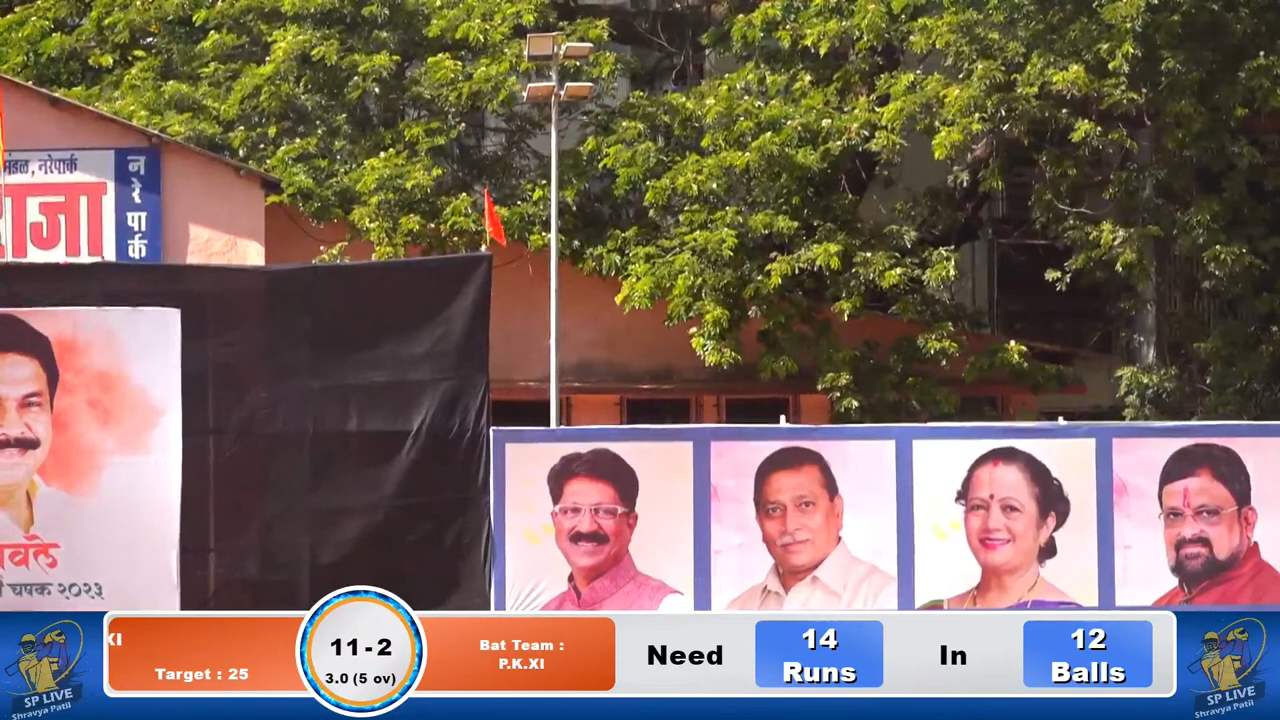 मंडळ, नरेपार्क
राजा
नरेपार्क
वले
चषक २०२३
XI
Target : 25
11-2
3.0 (5 ov)
Bat Team :
P.K.XI
Need
14
Runs
In
12
Balls
SP LIVE
Shravya Patil
SP LIVE
Shravya Patil